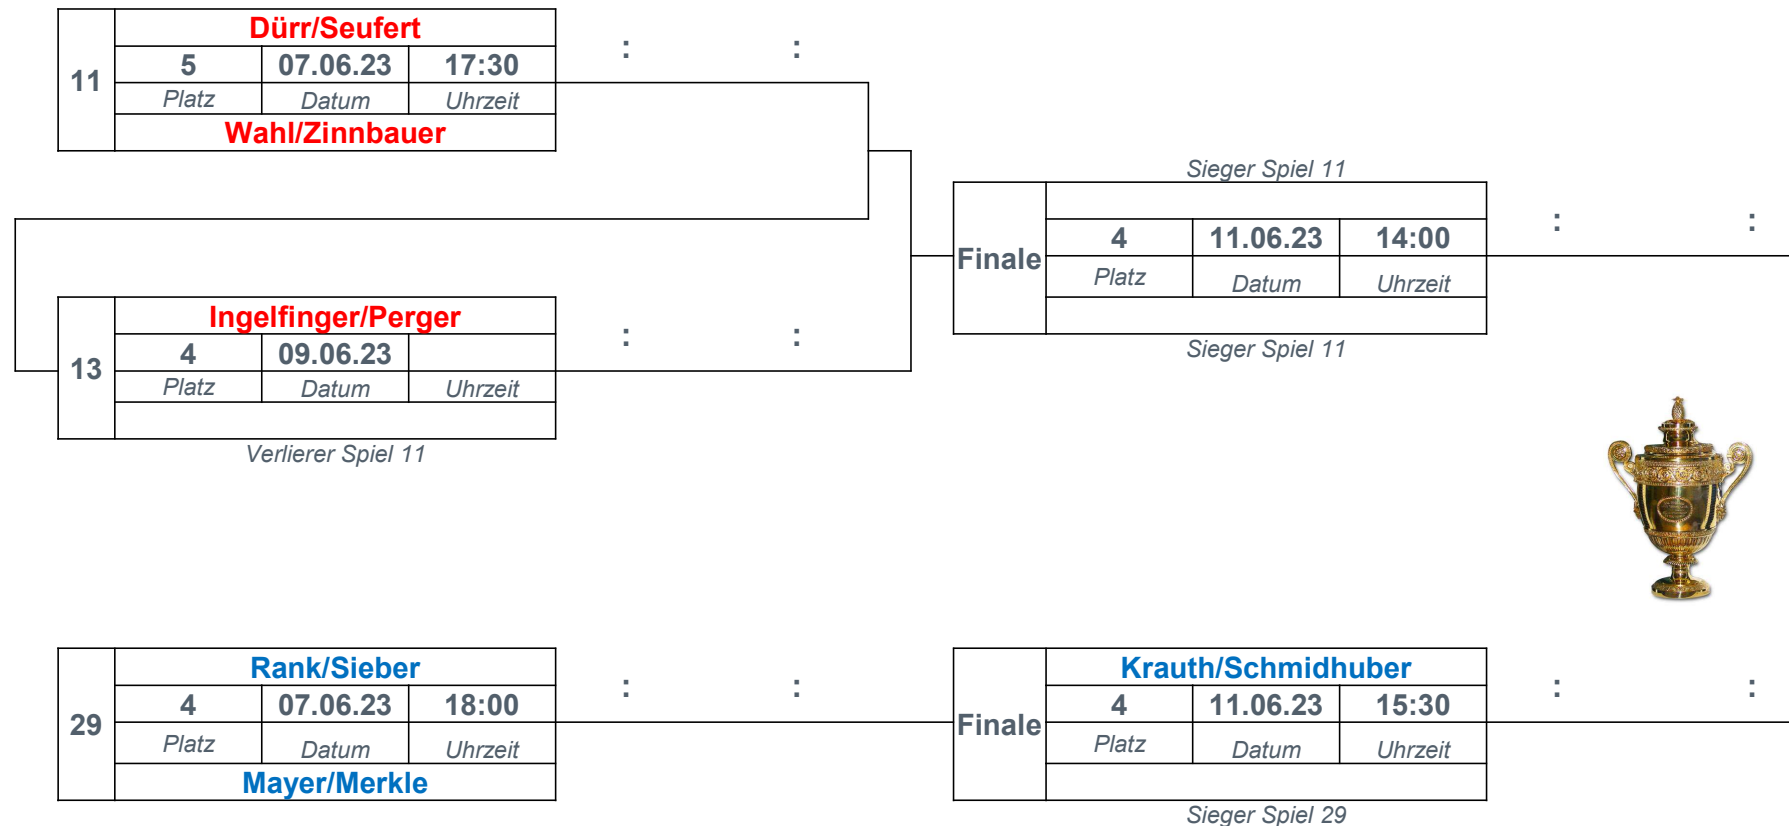 Dürr/Seufert
: :
11
5 07.06.23 17:30
Platz Datum Uhrzeit
Wahl/Zinnbauer
Sieger Spiel 11
: :
Finale
4 11.06.23 14:00
Platz Datum Uhrzeit
Sieger Spiel 11
Ingelfinger/Perger
: :
13
4 09.06.23
Platz Datum Uhrzeit
Verlierer Spiel 11
Rank/Sieber
: :
29
4 07.06.23 18:00
Platz Datum Uhrzeit
Mayer/Merkle
Krauth/Schmidhuber
: :
Finale
4 11.06.23 15:30
Platz Datum Uhrzeit
Sieger Spiel 29